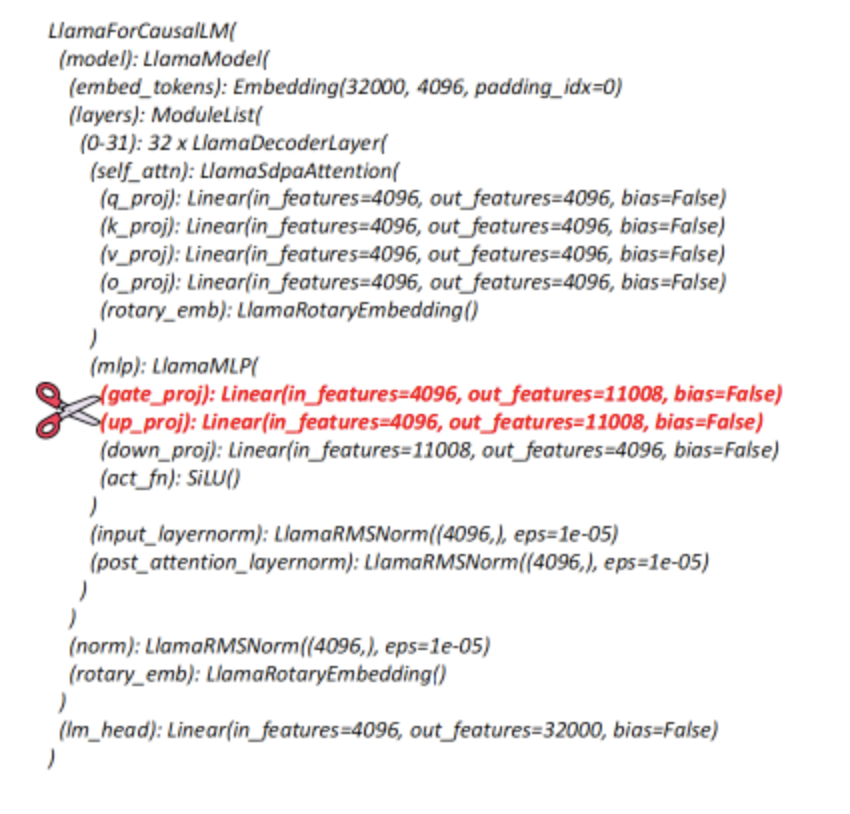 LlamaForCausalLM(
(model): LlamaModel(
(embed_tokens): Embedding(32000, 4096, padding_idx=0)
(layers): ModuleList(
(0-31): 32 x LlamaDecoderLayer(
(self_attn): LlamaSdpaAttention(
(q_proj): Linear(in_features=4096, out_features=4096, bias=False)
(k_proj): Linear(in_features=4096, out_features=4096, bias=False)
(v_proj): Linear(in_features=4096, out_features=4096, bias=False)
(o_proj): Linear(in_features=4096, out_features=4096, bias=False)
(rotary_emb): LlamaRotaryEmbedding()
)
(mlp): LlamaMLP(
(gate_proj): Linear(in_features=4096, out_features=11008, bias=False)
(up_proj): Linear(in_features=4096, out_features=11008, bias=False)
(down_proj): Linear(in_features=11008, out_features=4096, bias=False)
(act_fn): SiLU()
)
(input_layernorm): LlamaRMSNorm((4096,), eps=1e-05)
(post_attention_layernorm): LlamaRMSNorm((4096,), eps=1e-05)
)
)
(norm): LlamaRMSNorm((4096,), eps=1e-05)
(rotary_emb): LlamaRotaryEmbedding()
)
(lm_head): Linear(in_features=4096, out_features=32000, bias=False)
)